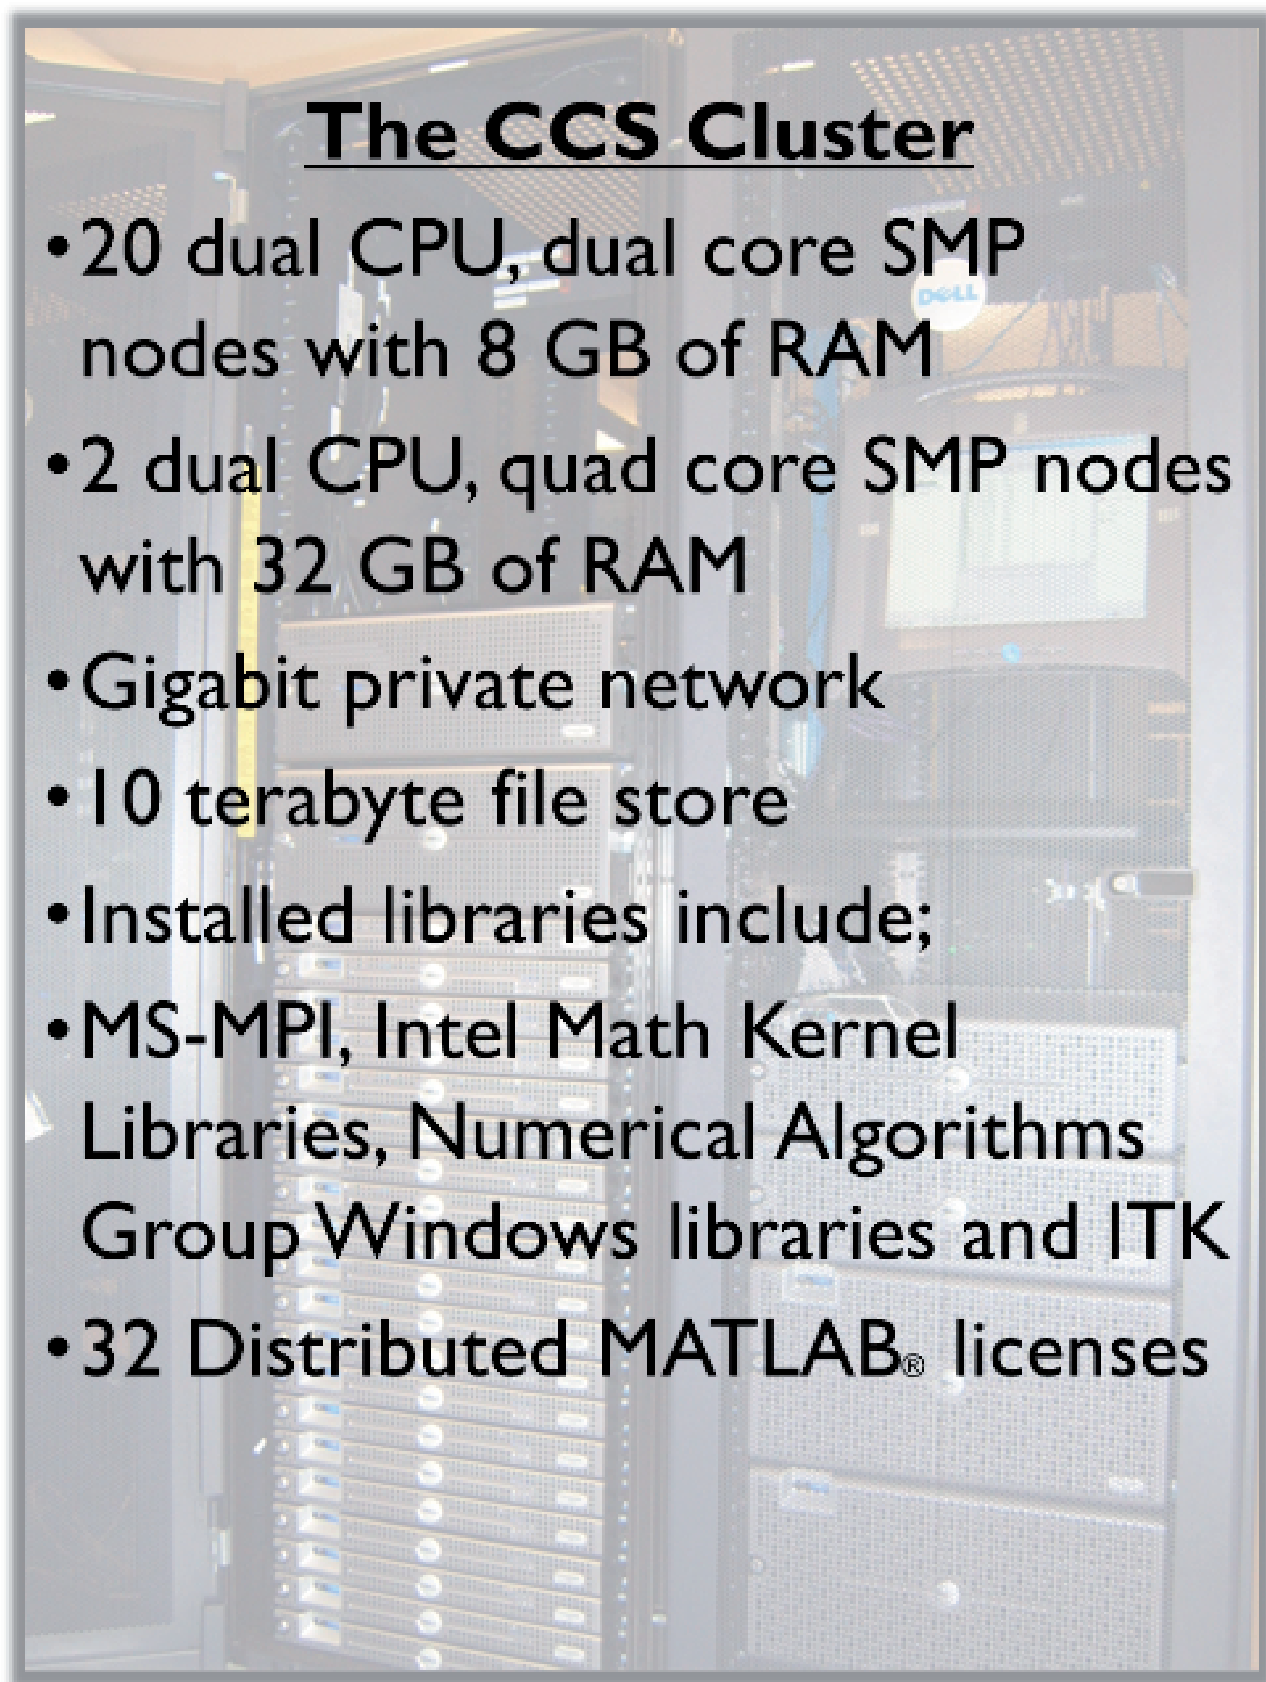 The CCS Cluster
•20 dual CPU, dual core SMP
nodes with 8 GB of RAM
DELL
•2 dual CPU, quad core SMP nodes
with 32 GB of RAM
•Gigabit private network
•10 terabyte file store
•Installed libraries include;
•MS-MPI, Intel Math Kernel
Libraries, Numerical Algorithms
Group Windows libraries and ITK
•32 Distributed MATLAB® licenses